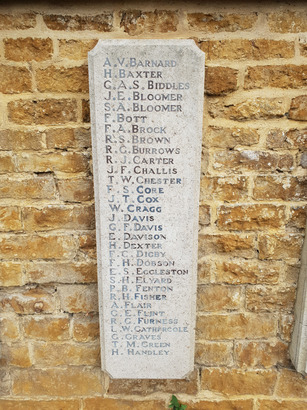 A. V. BARNARD
H. BAXTER
C. A. S. BIDDLES
J. E. BLOOMER
S. A. BLOOMER
F. BOTT
F. A. BROCK
R. S. BROWN
R. G. BURROWS
R. J. CARTER
J. F. CHALLIS
T. W. CHESTER
F. S. CORE
J. T. COX
W. CRAGG
J. DAVIS
G. F. DAVIS
E. DAVISON
H. DEXTER
F. C. DIGBY
F. H. DOBSON
E. S. EGGLESTON
S. H. ELYARD
P. B. FENTON
R. H. FISHER
A. FLAIR
G. E. FLINT
R. G. FURNESS
L. W. GATHERCOLE
G. GRAVES
T. M. GREEN
H. HANDLEY